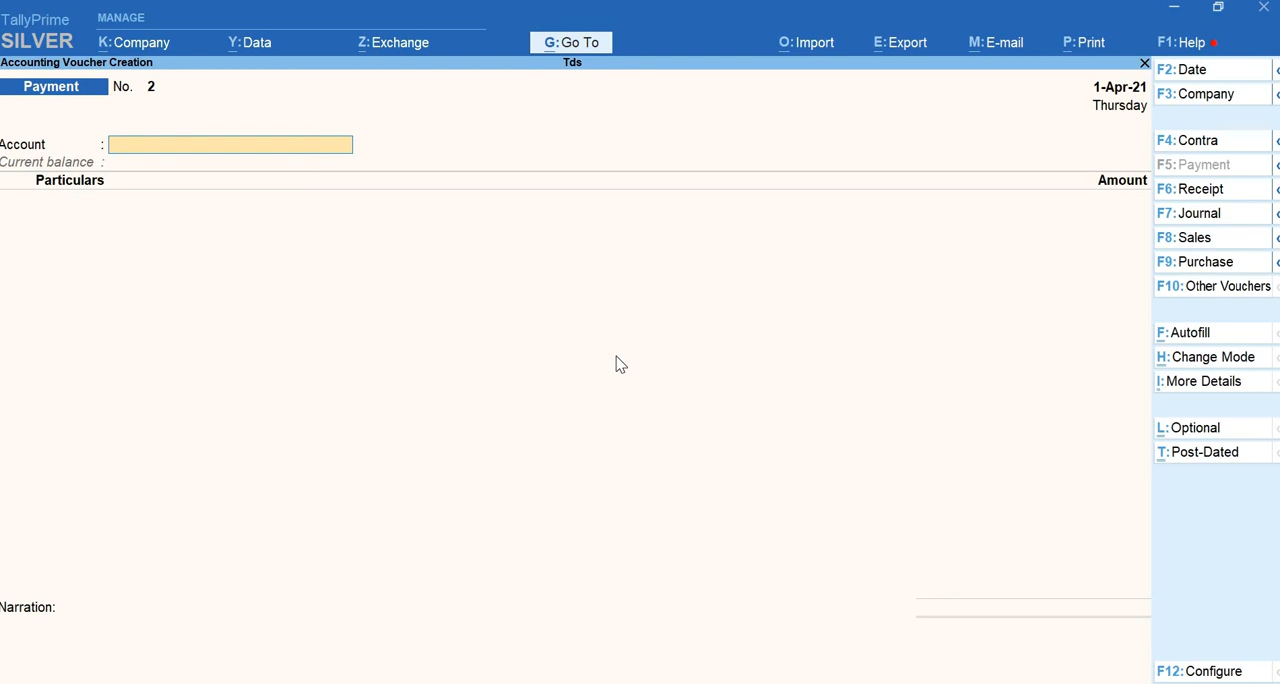 TallyPrime
MANAGE
SILVER
K:Company
Y:Data
Z:Exchange
G:Go To
O:Import
E:Export
M:E-mail
P:Print
F1:Help
Accounting Voucher Creation
Tds
Payment
No. 2
1-Apr-21
Thursday
Account :
Current balance :
Particulars
Amount
Narration:
F2:Date
F3:Company
F4:Contra
F5:Payment
F6:Receipt
F7:Journal
F8:Sales
F9:Purchase
F10:Other Vouchers
F:Autofill
H:Change Mode
I:More Details
L:Optional
T:Post-Dated
F12:Configure